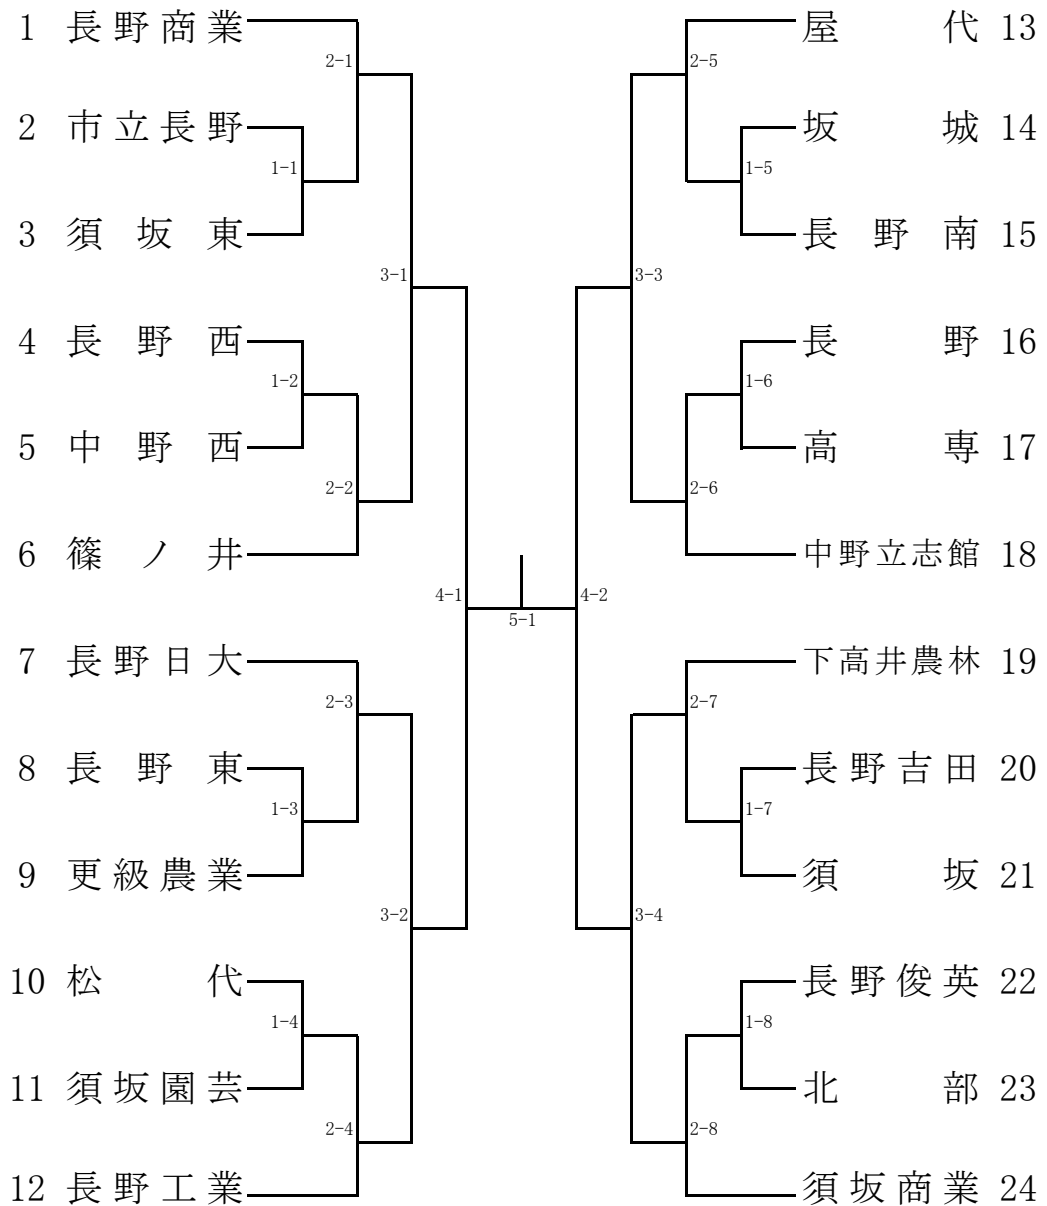 1 長野商業
屋代 13
2-1
2-5
2 市立長野
坂城 14
1-1
1-5
3 須坂東
長野南 15
3-1
3-3
4 長野西
長野 16
1-2
1-6
5 中野西
高専 17
2-2
2-6
6 篠ノ井
中野立志館 18
4-1
4-2
5-1
7 長野日大
下高井農林 19
2-3
2-7
8 長野東
長野吉田 20
1-3
1-7
9 更級農業
須坂 21
3-2
3-4
10 松代
長野俊英 22
1-4
1-8
11 須坂園芸
北部 23
2-4
2-8
12 長野工業
須坂商業 24